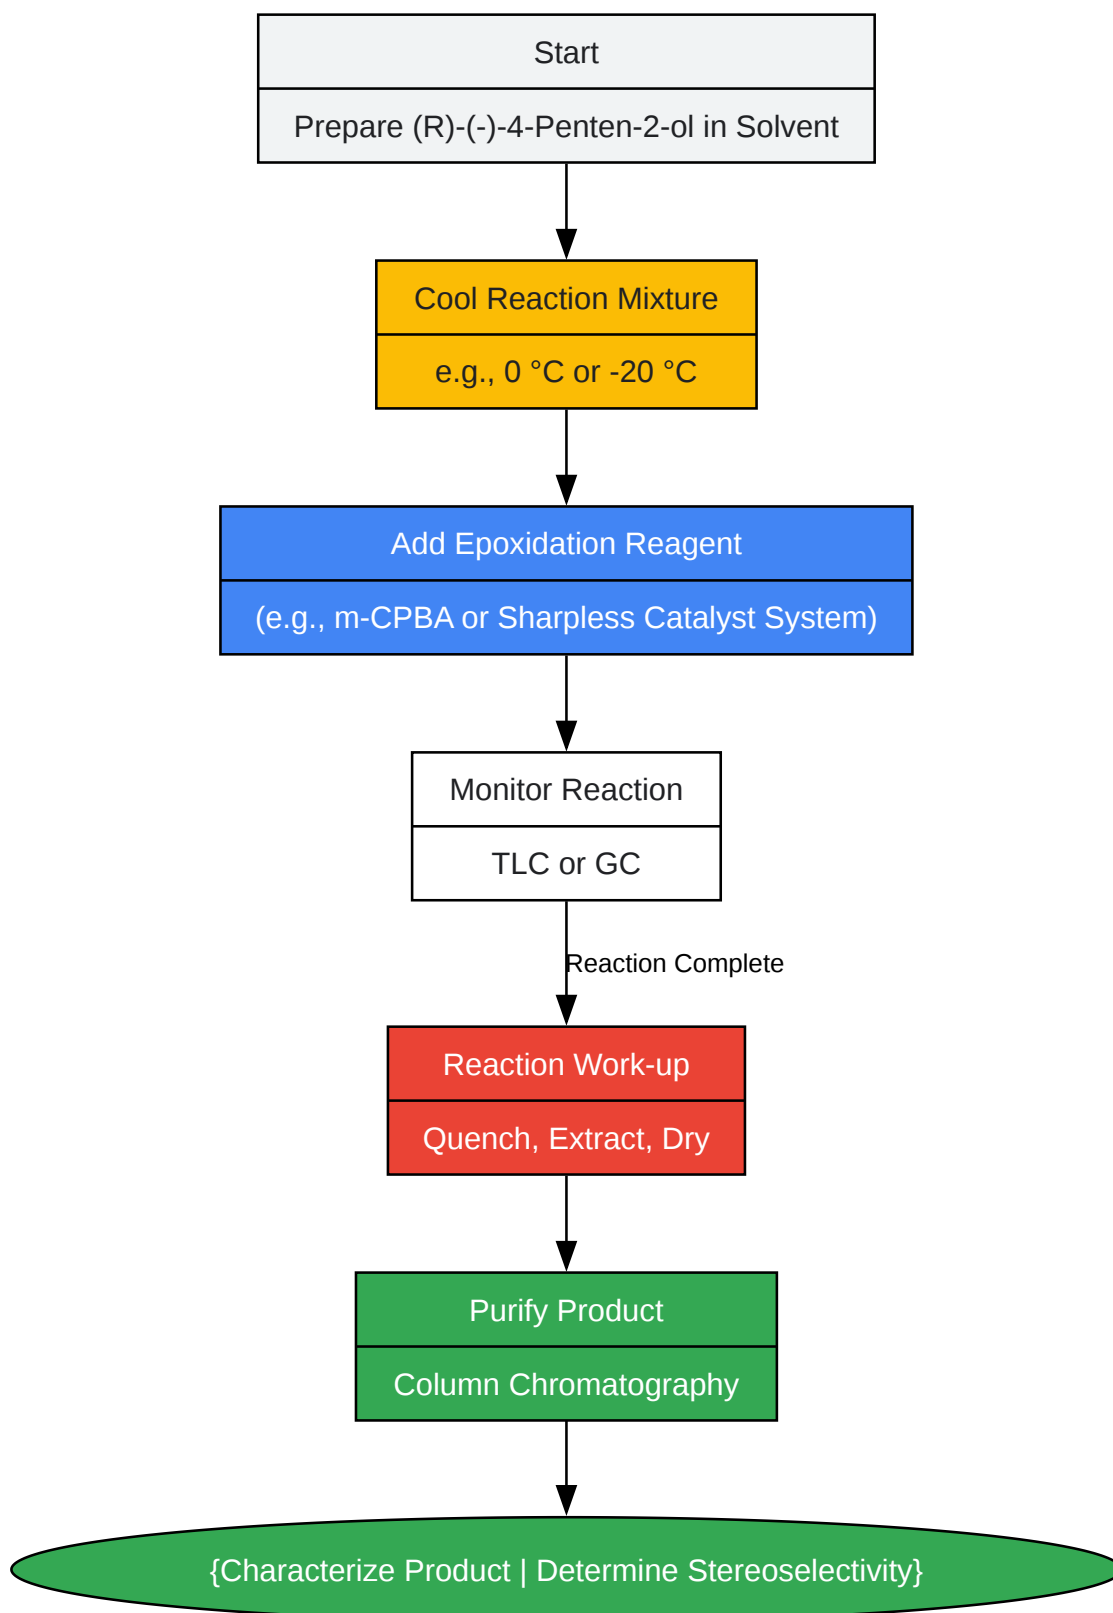 Start
Prepare (R)-(-)-4-Penten-2-ol in Solvent
Cool Reaction Mixture
e.g., 0 °C or -20 °C
Add Epoxidation Reagent
(e.g., m-CPBA or Sharpless Catalyst System)
Monitor Reaction
TLC or GC
Reaction Complete
Reaction Work-up
Quench, Extract, Dry
Purify Product
Column Chromatography
{Characterize Product | Determine Stereoselectivity}